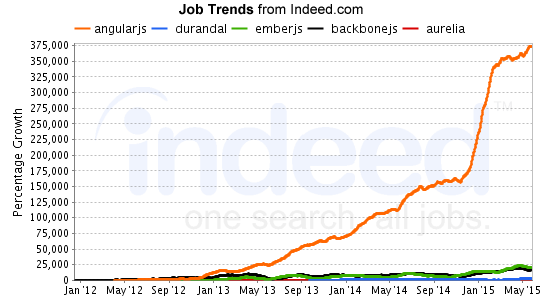 Job Trends from Indeed.com
angularjs durandal emberjs backbonejs aurelia
Percentage Growth
375,000
350,000
325,000
300,000
275,000
250,000
225,000
200,000
175,000
150,000
125,000
100,000
75,000
50,000
25,000
0
indeed™
one search. all jobs
Jan '12 May '12 Sep '12 Jan '13 May '13 Sep '13 Jan '14 May '14 Sep '14 Jan '15 May '15